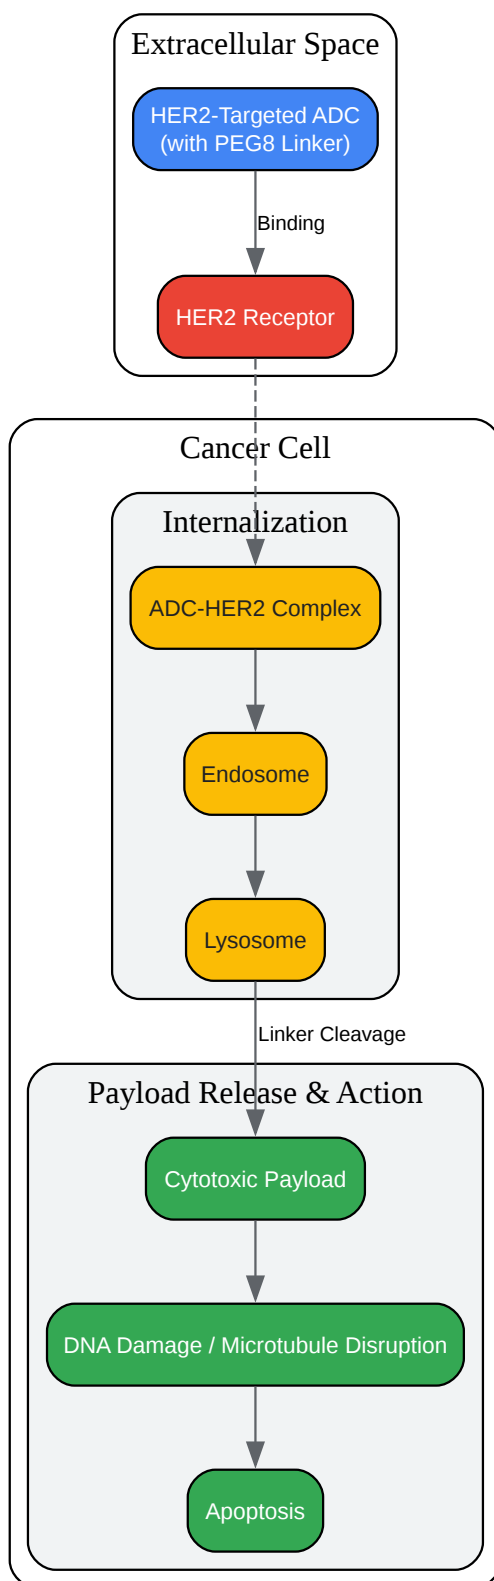 Extracellular Space
HER2-Targeted ADC
(with PEG8 Linker)
Binding
HER2 Receptor
Cancer Cell
Internalization
ADC-HER2 Complex
Endosome
Lysosome
Linker Cleavage
Payload Release & Action
Cytotoxic Payload
DNA Damage / Microtubule Disruption
Apoptosis